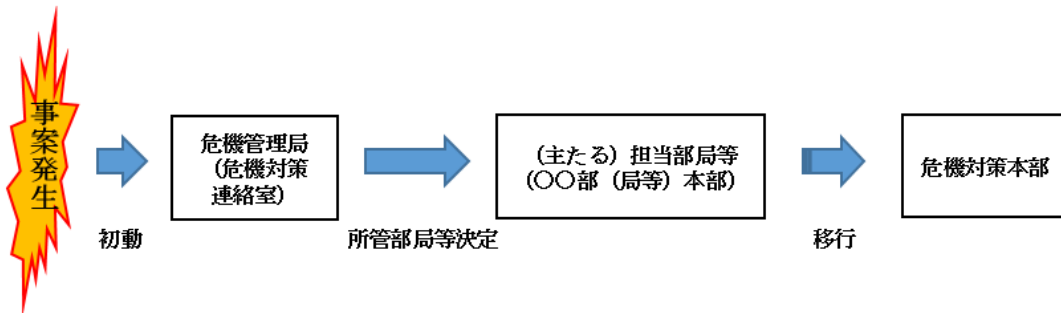 事案発生
危機管理局
(危機対策
連絡室)
(主たる)担当部局等
(〇〇部(局等)本部)
危機対策本部
初動
所管部局等決定
移行